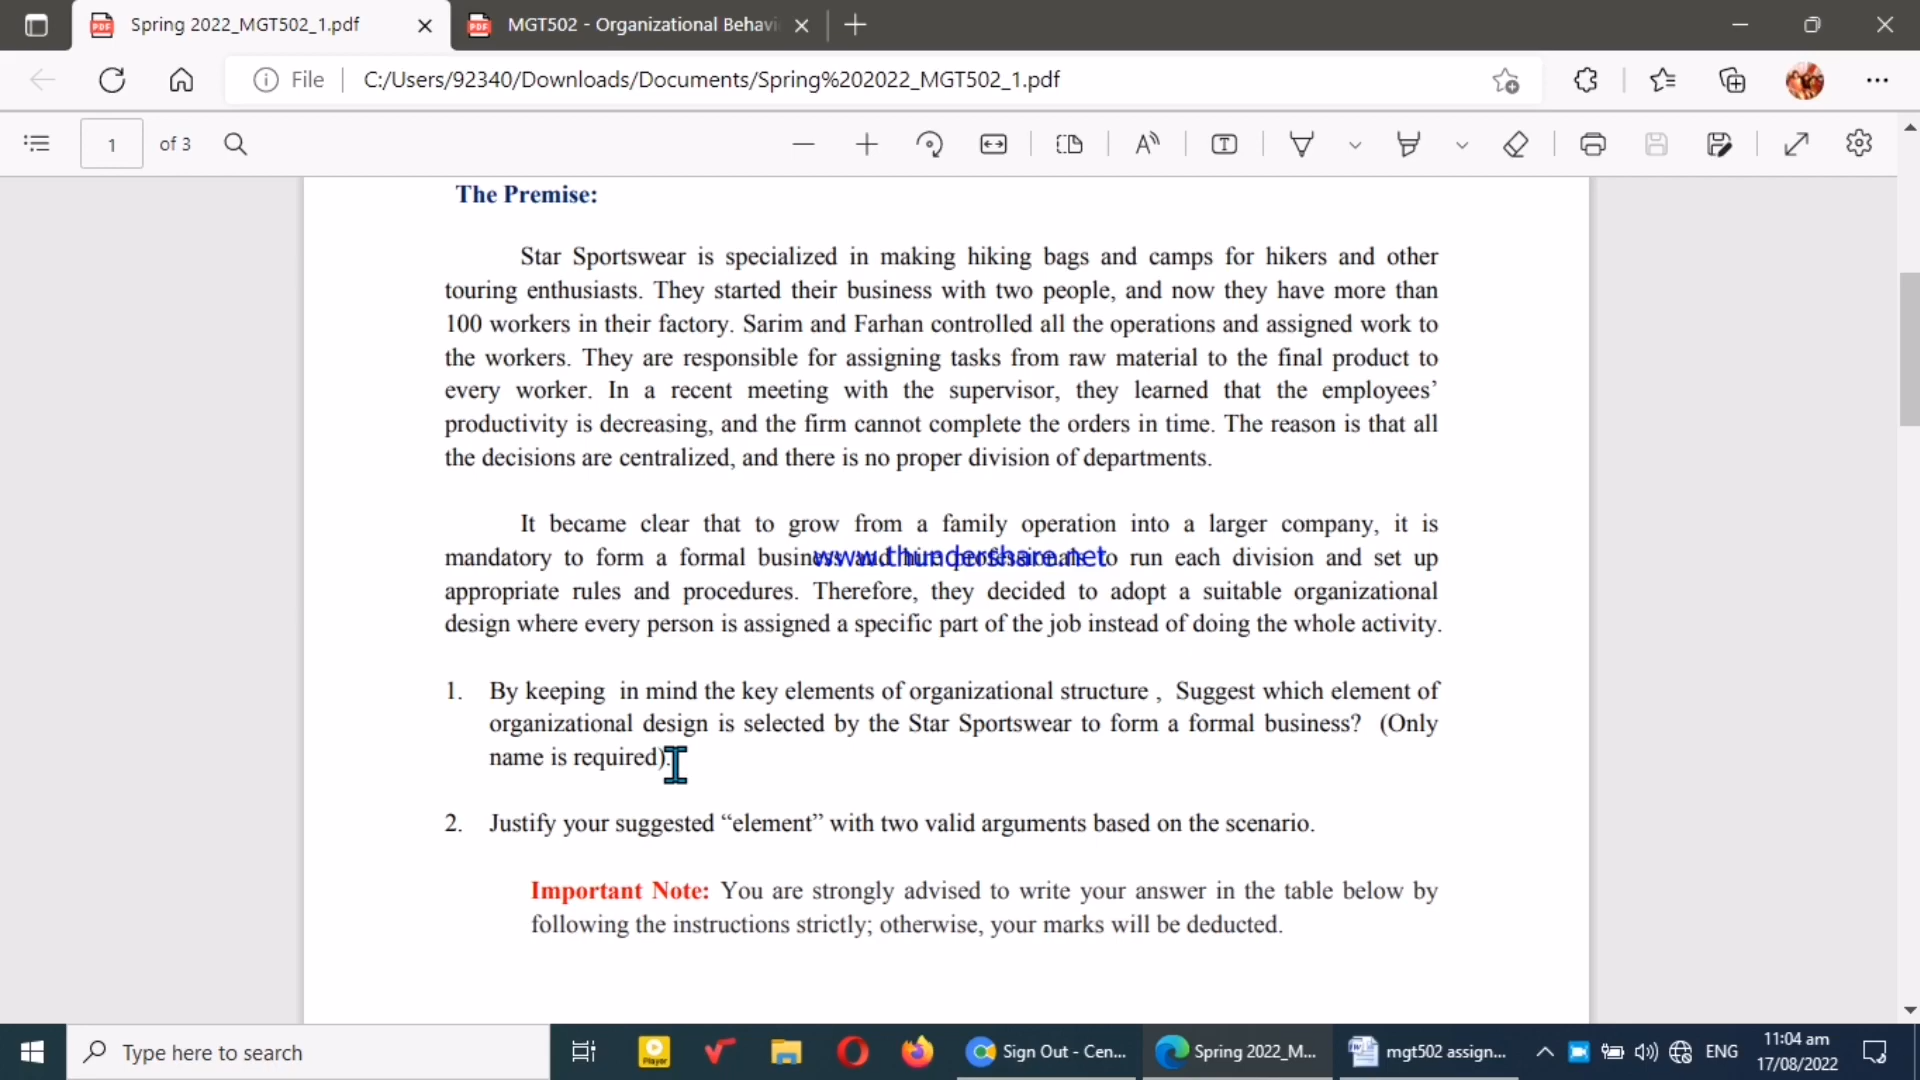 Spring 2022_MGT502_1.pdf
MGT502 - Organizational Behavi
File
C:/Users/92340/Downloads/Documents/Spring%202022_MGT502_1.pdf
1 of 3
The Premise:
Star Sportswear is specialized in making hiking bags and camps for hikers and other
touring enthusiasts. They started their business with two people, and now they have more than
100 workers in their factory. Sarim and Farhan controlled all the operations and assigned work to
the workers. They are responsible for assigning tasks from raw material to the final product to
every worker. In a recent meeting with the supervisor, they learned that the employees’
productivity is decreasing, and the firm cannot complete the orders in time. The reason is that all
the decisions are centralized, and there is no proper division of departments.
It became clear that to grow from a family operation into a larger company, it is
mandatory to form a formal business and hire professionals to run each division and set up
www.thundershare.net
appropriate rules and procedures. Therefore, they decided to adopt a suitable organizational
design where every person is assigned a specific part of the job instead of doing the whole activity.
1. By keeping in mind the key elements of organizational structure , Suggest which element of
organizational design is selected by the Star Sportswear to form a formal business? (Only
name is required).
2. Justify your suggested “element” with two valid arguments based on the scenario.
Important Note: You are strongly advised to write your answer in the table below by
following the instructions strictly; otherwise, your marks will be deducted.
Type here to search
Player
Sign Out - Cen...
Spring 2022_M...
mgt502 assign...
ENG
11:04 am
17/08/2022